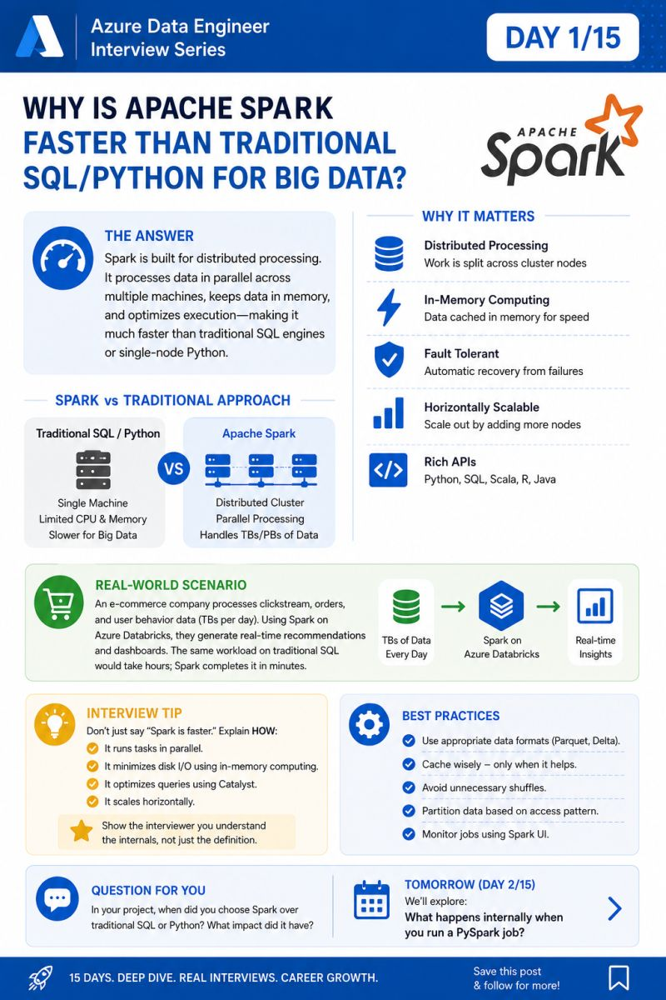 Azure Data Engineer
Interview Series
DAY 1/15
WHY IS APACHE SPARK
FASTER THAN TRADITIONAL
SQL/PYTHON FOR BIG DATA?
APACHE
Spark
THE ANSWER
Spark is built for distributed processing.
It processes data in parallel across
multiple machines, keeps data in memory,
and optimizes execution—making it
much faster than traditional SQL engines
or single-node Python.
WHY IT MATTERS
Distributed Processing
Work is split across cluster nodes
In-Memory Computing
Data cached in memory for speed
Fault Tolerant
Automatic recovery from failures
Horizontally Scalable
Scale out by adding more nodes
Rich APIs
Python, SQL, Scala, R, Java
SPARK vs TRADITIONAL APPROACH
Traditional SQL / Python
Single Machine
Limited CPU & Memory
Slower for Big Data
VS
Apache Spark
Distributed Cluster
Parallel Processing
Handles TBs/PBs of Data
REAL-WORLD SCENARIO
An e-commerce company processes clickstream, orders,
and user behavior data (TBs per day). Using Spark on
Azure Databricks, they generate real-time recommendations
and dashboards. The same workload on traditional SQL
would take hours; Spark completes it in minutes.
TBs of Data
Every Day
Spark on
Azure Databricks
Real-time
Insights
INTERVIEW TIP
Don't just say “Spark is faster.” Explain HOW:
It runs tasks in parallel.
It minimizes disk I/O using in-memory computing.
It optimizes queries using Catalyst.
It scales horizontally.
Show the interviewer you understand
the internals, not just the definition.
BEST PRACTICES
Use appropriate data formats (Parquet, Delta).
Cache wisely – only when it helps.
Avoid unnecessary shuffles.
Partition data based on access pattern.
Monitor jobs using Spark UI.
QUESTION FOR YOU
In your project, when did you choose Spark over
traditional SQL or Python? What impact did it have?
TOMORROW (DAY 2/15)
We'll explore:
What happens internally when
you run a PySpark job?
15 DAYS. DEEP DIVE. REAL INTERVIEWS. CAREER GROWTH.
Save this post
& follow for more!